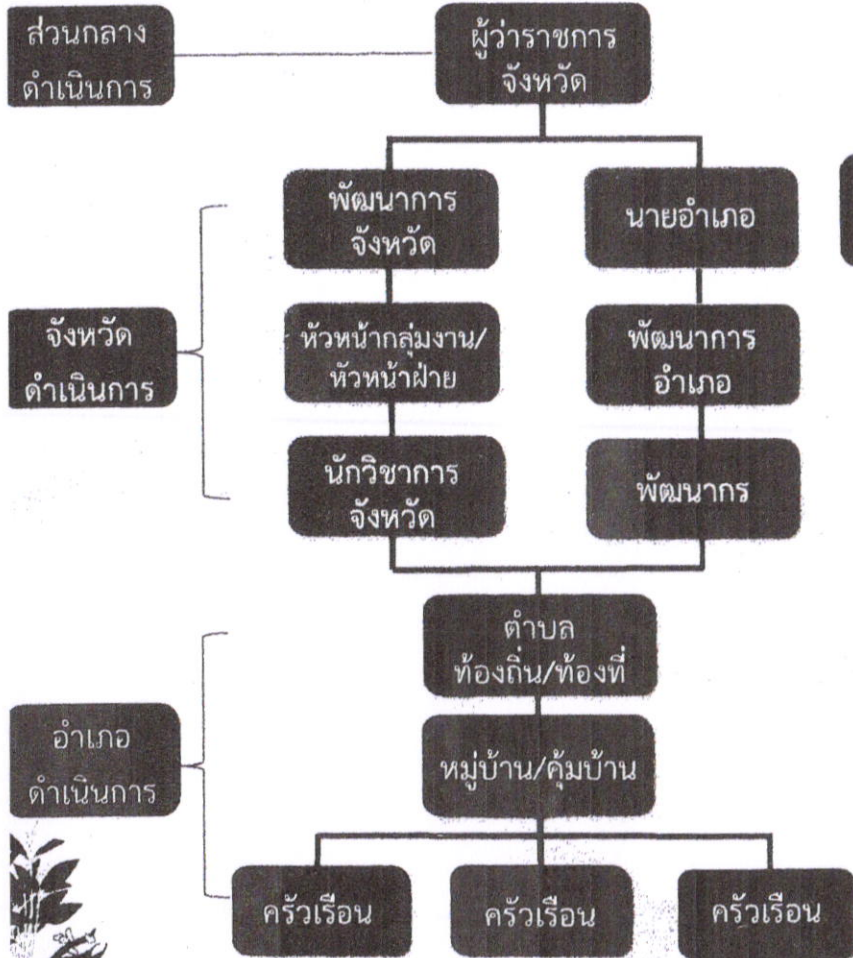 ส่วนกลาง
ดำเนินการ
ผู้ว่าราชการ
จังหวัด
พัฒนาการ
จังหวัด
นายอำเภอ
จังหวัด
ดำเนินการ
หัวหน้ากลุ่มงาน/
หัวหน้าฝ่าย
พัฒนาการ
อำเภอ
นักวิชาการ
จังหวัด
พัฒนากร
ตำบล
ท้องถิ่น/ท้องที่
อำเภอ
ดำเนินการ
หมู่บ้าน/คุ้มบ้าน
ครัวเรือน
ครัวเรือน
ครัวเรือน